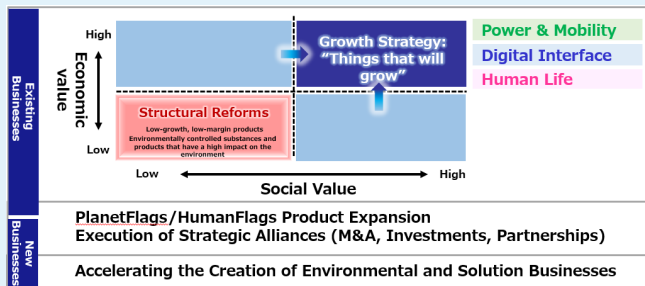 Existing
Businesses
Economic
value
High
Low
Growth Strategy:
“Things that will
grow”
Structural Reforms
Low-growth, low-margin products
Environmentally controlled substances and
products that have a high impact on the
environment
Low
High
Social Value
Power & Mobility
Digital Interface
Human Life
New
Businesses
PlanetFlags/HumanFlags Product Expansion
Execution of Strategic Alliances (M&A, Investments, Partnerships)
Accelerating the Creation of Environmental and Solution Businesses